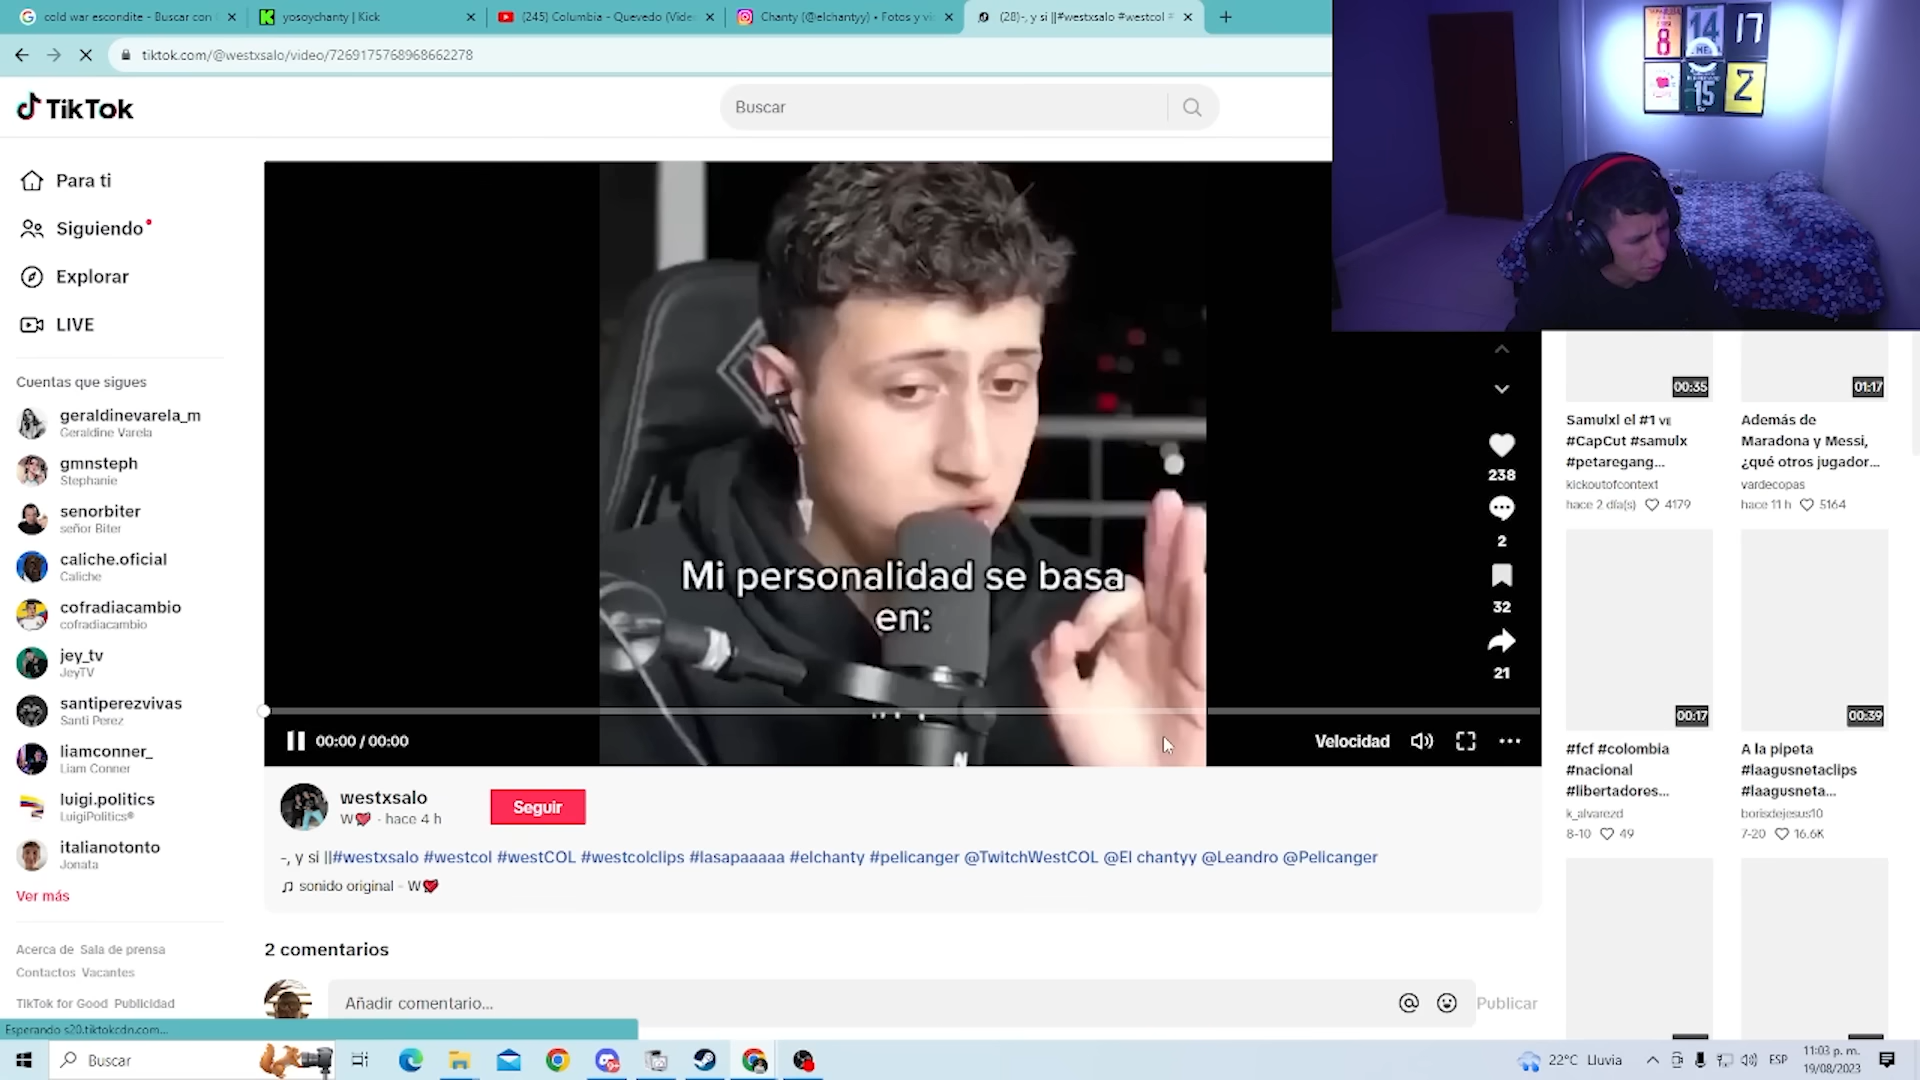 cold war escondite - Buscar con
yosoychanty | Kick
(245) Columbia - Quevedo (Vide
Chanty (@elchantyy) • Fotos y vi
(28)-, y si ||#westxsalo #westcol #
tiktok.com/@westxsalo/video/7269175768968662278
TikTok
Buscar
8
14
17
15
2
Para ti
Siguiendo
Explorar
LIVE
Cuentas que sigues
geraldinevarela_m
Geraldine Varela
gmnsteph
Stephanie
senorbiter
señor Biter
caliche.oficial
Caliche
cofradiacambio
cofradiacambio
jey_tv
JeyTV
santiperezvivas
Santi Perez
liamconner_
Liam Conner
luigi.politics
LuigiPolitics®
italianotonto
Jonata
Ver más
Acerca de Sala de prensa
Contactos Vacantes
TikTok for Good Publicidad
Esperando s20.tiktokcdn.com...
Mi personalidad se basa
en:
238
2
32
21
00:00 / 00:00
Velocidad
westxsalo
W❤️ · hace 4 h
Seguir
-, y si ||#westxsalo #westcol #westCOL #westcolclips #lasapaaaaa #elchanty #pelicanger @TwitchWestCOL @El chantyy @Leandro @Pelicanger
♫ sonido original - W❤️
2 comentarios
Añadir comentario...
Publicar
00:35
Samulxl el #1
#CapCut #samulx
#petaregang...
kickoutofcontext
hace 2 día(s) 4179
01:17
Además de
Maradona y Messi,
¿qué otros jugador...
vardecopas
hace 11 h 5164
00:17
#fcf #colombia
#nacional
#libertadores...
k_alvarezd
8-10 49
00:39
A la pipeta
#laagusnetaclips
#laagusneta...
borisdejesus10
7-20 16.6K
Buscar
22°C Lluvia
ESP
11:03 p. m.
19/08/2023